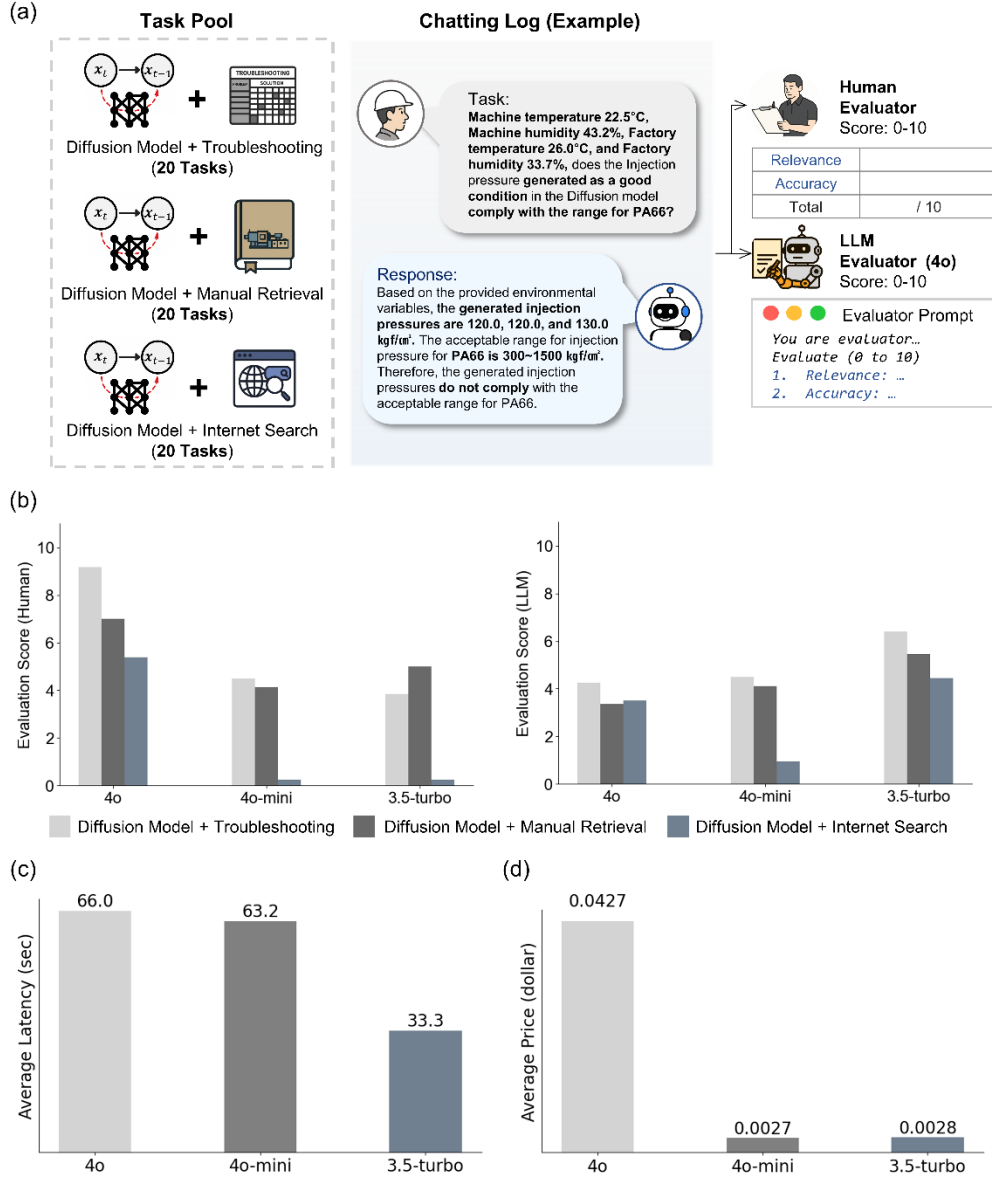 (a)
Task Pool
x_t
x_{t-1}
+
TROUBLESHOOTING
SOLUTION
Diffusion Model + Troubleshooting
(20 Tasks)
x_t
x_{t-1}
+
Diffusion Model + Manual Retrieval
(20 Tasks)
x_t
x_{t-1}
+
Diffusion Model + Internet Search
(20 Tasks)
Chatting Log (Example)
Task:
Machine temperature 22.5°C,
Machine humidity 43.2%, Factory
temperature 26.0°C, and Factory
humidity 33.7%, does the Injection
pressure generated as a good
condition in the Diffusion model
comply with the range for PA66?
Response:
Based on the provided environmental
variables, the generated injection
pressures are 120.0, 120.0, and 130.0
kgf/㎠. The acceptable range for injection
pressure for PA66 is 300~1500 kgf/㎠.
Therefore, the generated injection
pressures do not comply with the
acceptable range for PA66.
Human
Evaluator
Score: 0-10
Relevance
Accuracy
Total / 10
LLM
Evaluator (4o)
Score: 0-10
Evaluator Prompt
You are evaluator…
Evaluate (0 to 10)
1. Relevance: …
2. Accuracy: …
(b)
Evaluation Score (Human)
10
8
6
4
2
0
4o 4o-mini 3.5-turbo
Evaluation Score (LLM)
10
8
6
4
2
0
4o 4o-mini 3.5-turbo
Diffusion Model + Troubleshooting Diffusion Model + Manual Retrieval Diffusion Model + Internet Search
(c)
Average Latency (sec)
66.0
63.2
33.3
4o 4o-mini 3.5-turbo
(d)
Average Price (dollar)
0.0427
0.0027
0.0028
4o 4o-mini 3.5-turbo